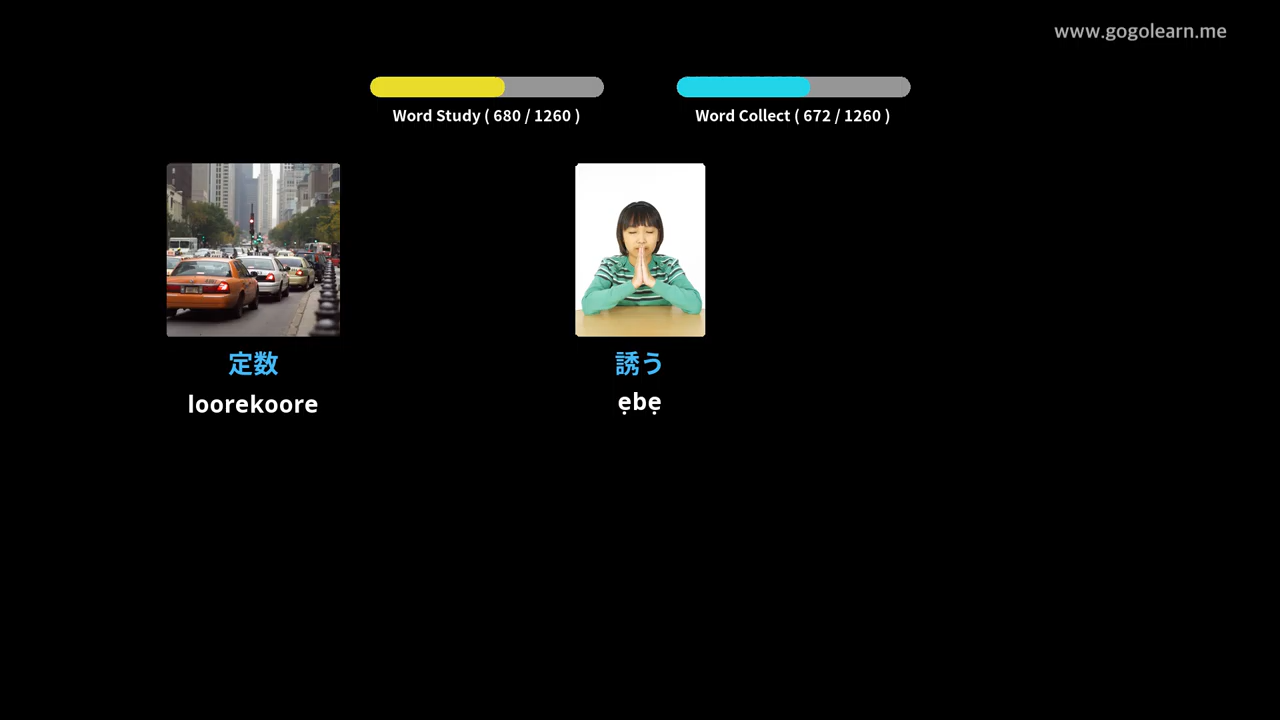 www.gogolearn.me
Word Study ( 680 / 1260 )
Word Collect ( 672 / 1260 )
定数
loorekoore
誘う
ẹbẹ